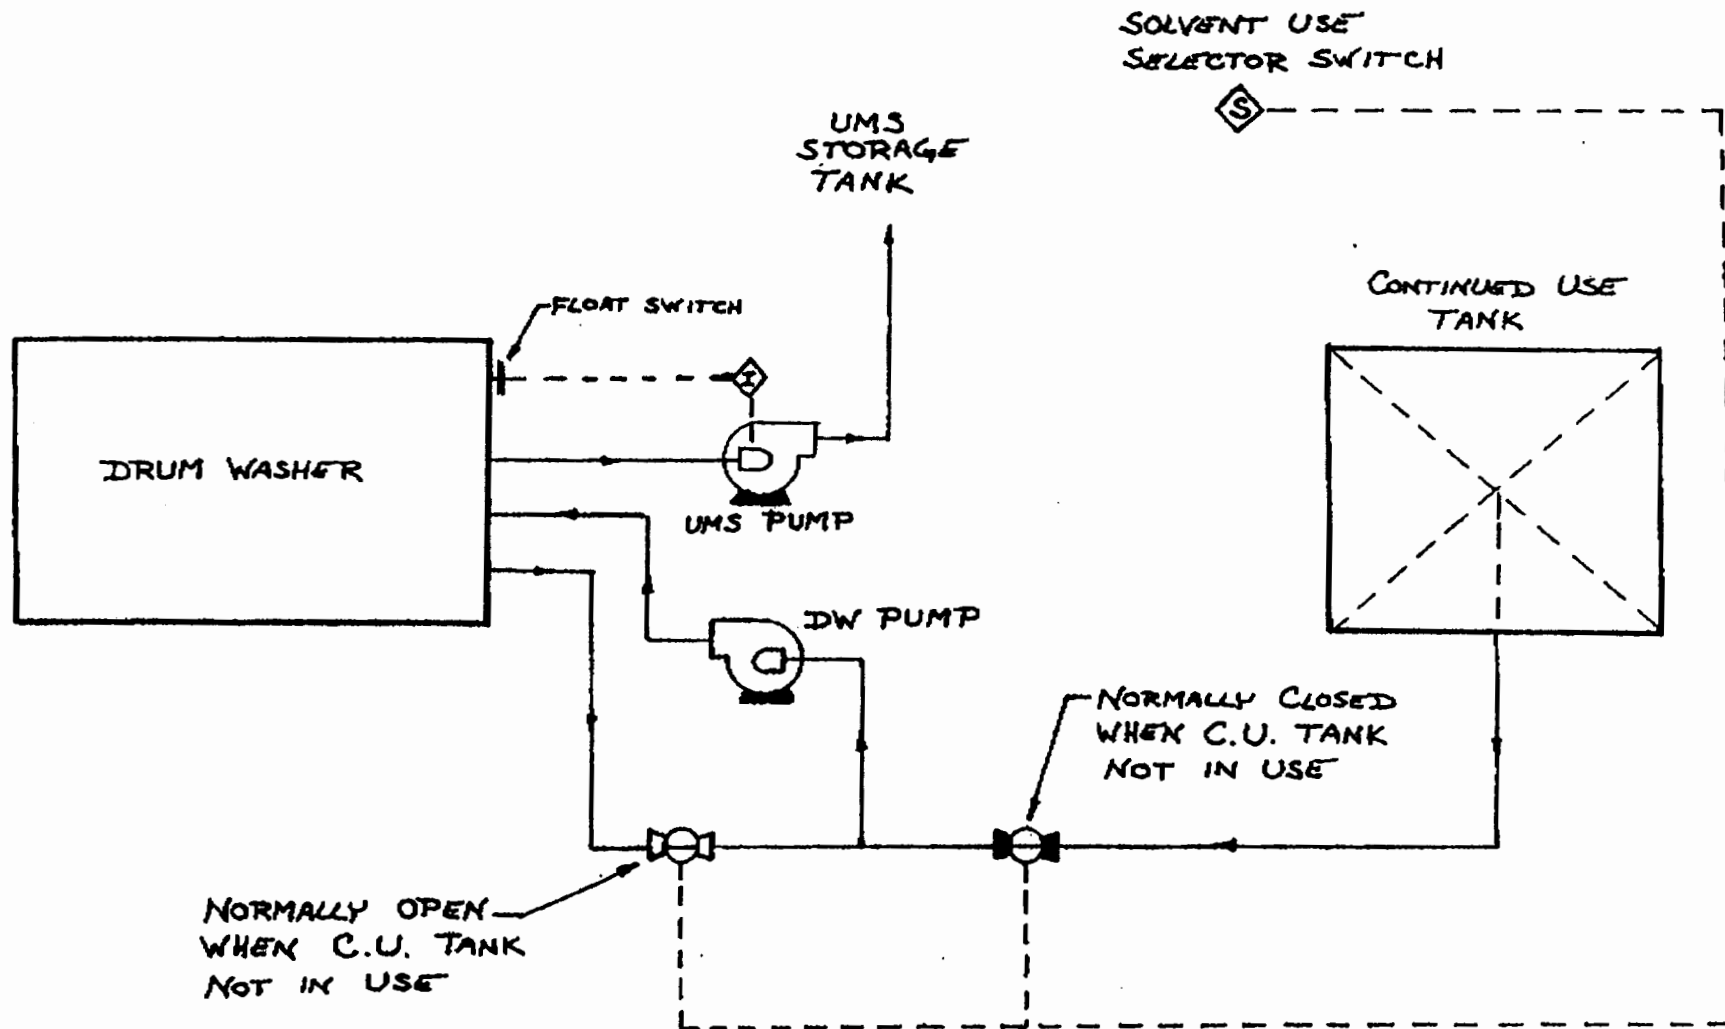 SOLVENT USE
SELECTOR SWITCH
S
UMS
STORAGE
TANK
CONTINUED USE
TANK
FLOAT SWITCH
I
DRUM WASHER
UMS PUMP
DW PUMP
NORMALLY CLOSED
WHEN C.U. TANK
NOT IN USE
NORMALLY OPEN
WHEN C.U. TANK
NOT IN USE